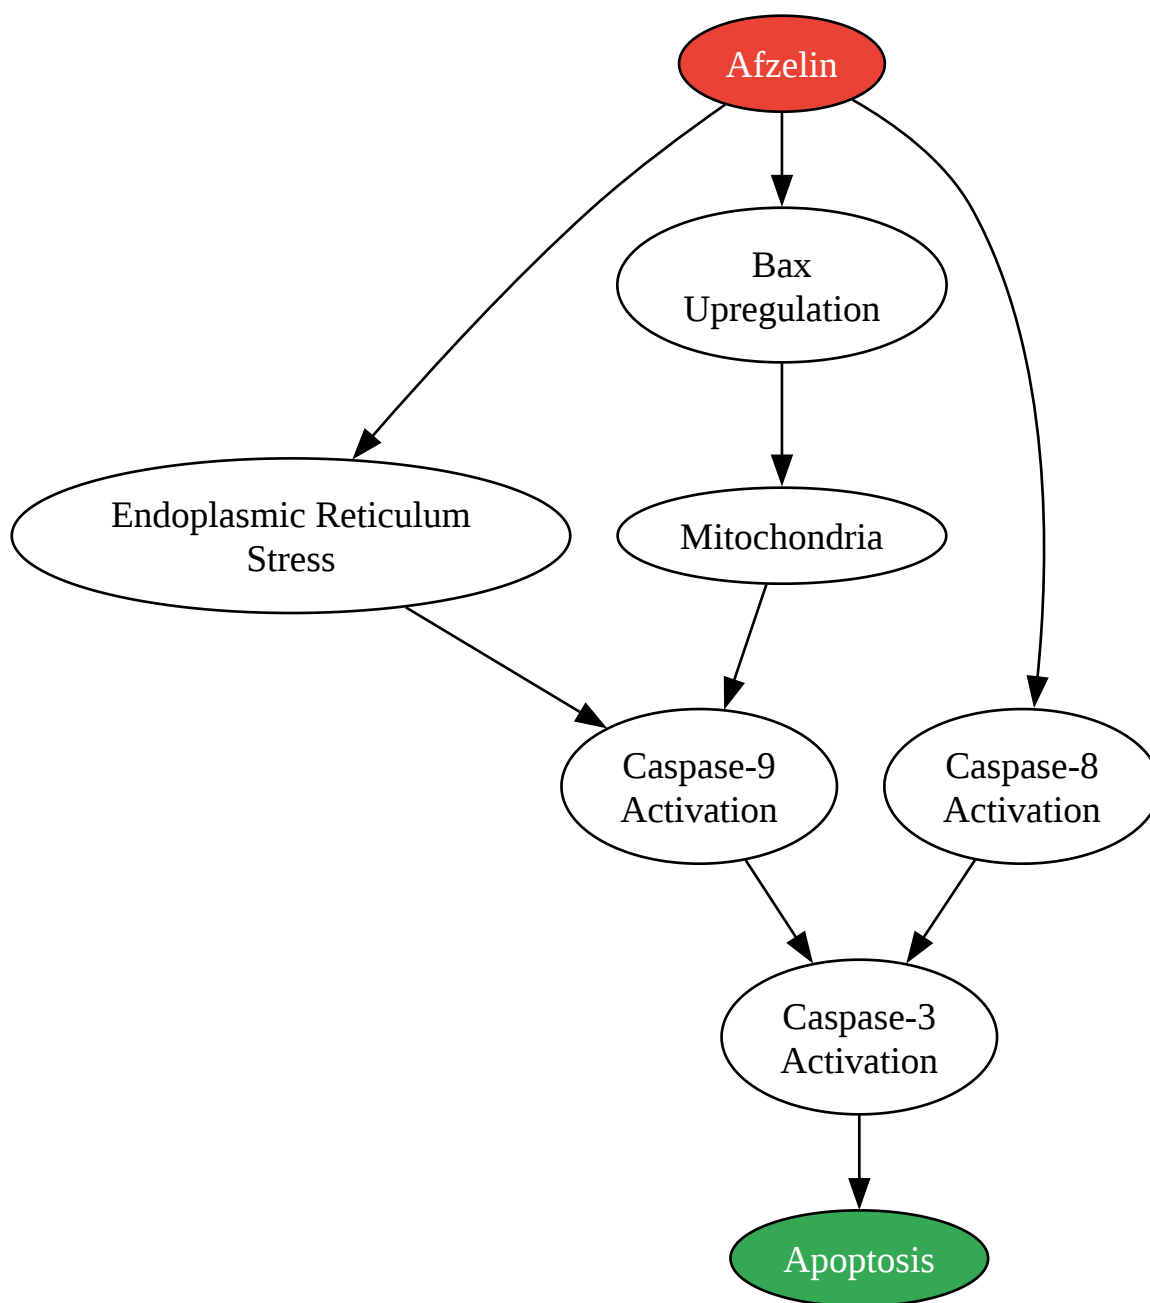 Afzelin
Bax
Upregulation
Endoplasmic Reticulum
Stress
Mitochondria
Caspase-9
Activation
Caspase-8
Activation
Caspase-3
Activation
Apoptosis